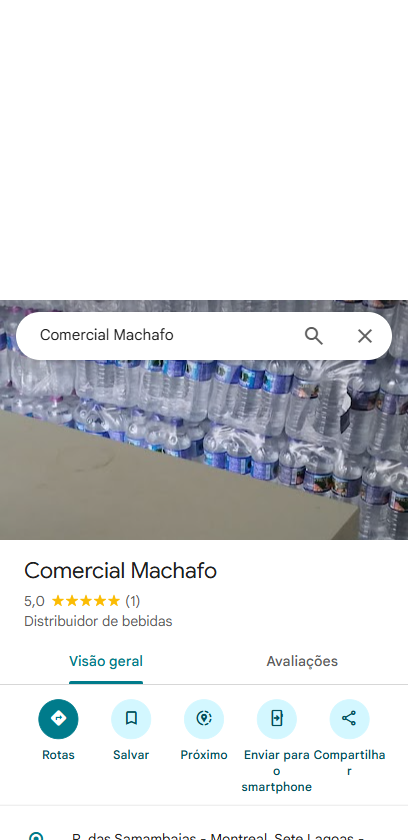 Comercial Machafo
Comercial Machafo
5,0 ★★★★★ (1)
Distribuidor de bebidas
Visão geral Avaliações
Rotas Salvar Próximo Enviar para Compartilha
o r
smartphone
R. das Samambaias - Montreal, Sete Lagoas -